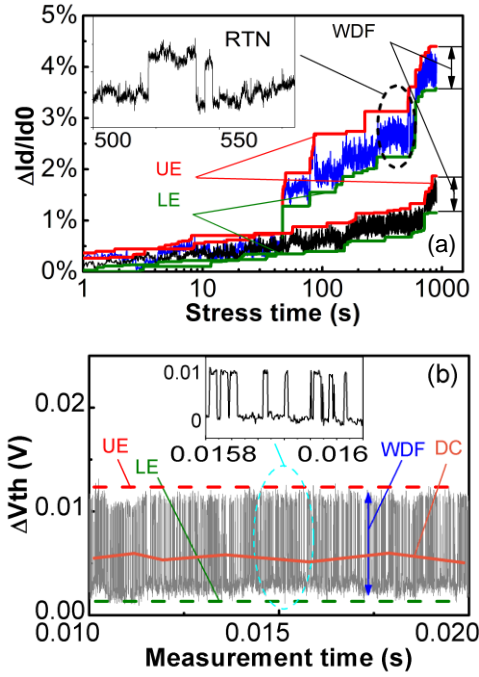 5%
4%
3%
2%
1%
0%
ΔId/Id0
RTN
500
550
WDF
UE
LE
(a)
1
10
100
1000
Stress time (s)
(b)
0.02
0.01
0.00
ΔVth (V)
0.01
0
0.0158
0.016
UE
LE
WDF
DC
0.010
0.015
0.020
Measurement time (s)